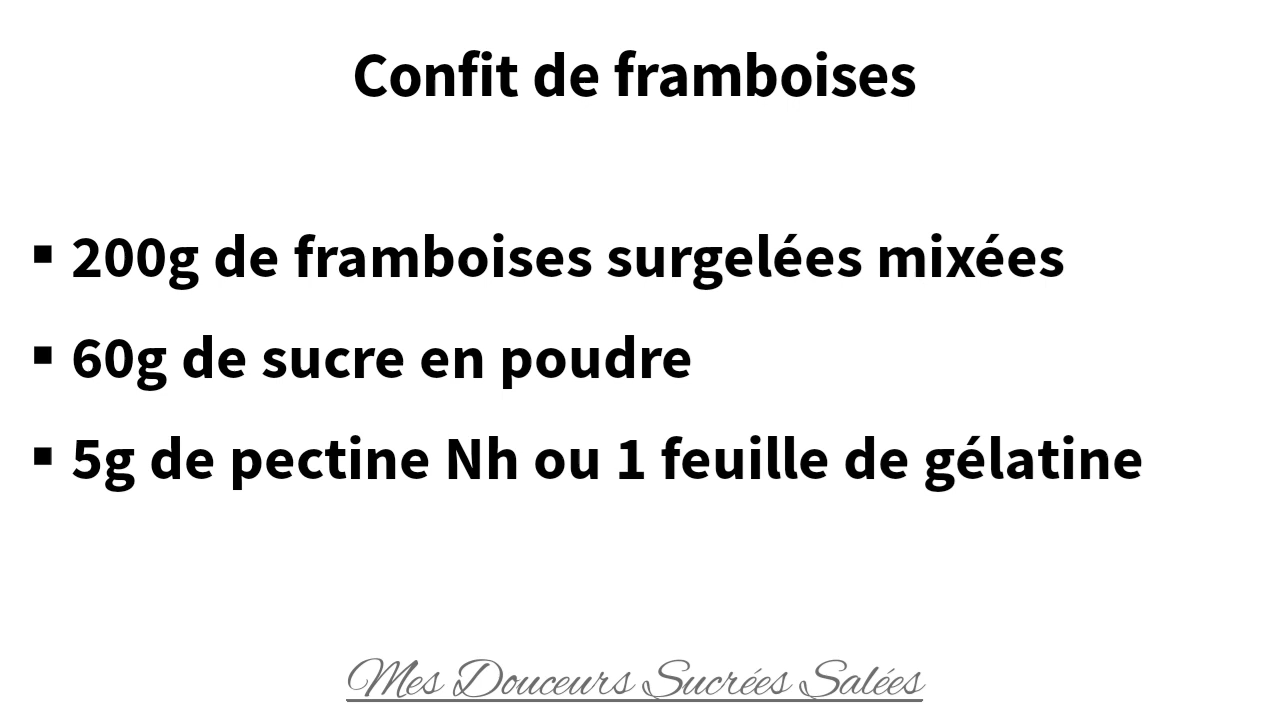 Confit de framboises
▪ 200g de framboises surgelées mixées
▪ 60g de sucre en poudre
▪ 5g de pectine Nh ou 1 feuille de gélatine
Mes Douceurs Sucrées Salées